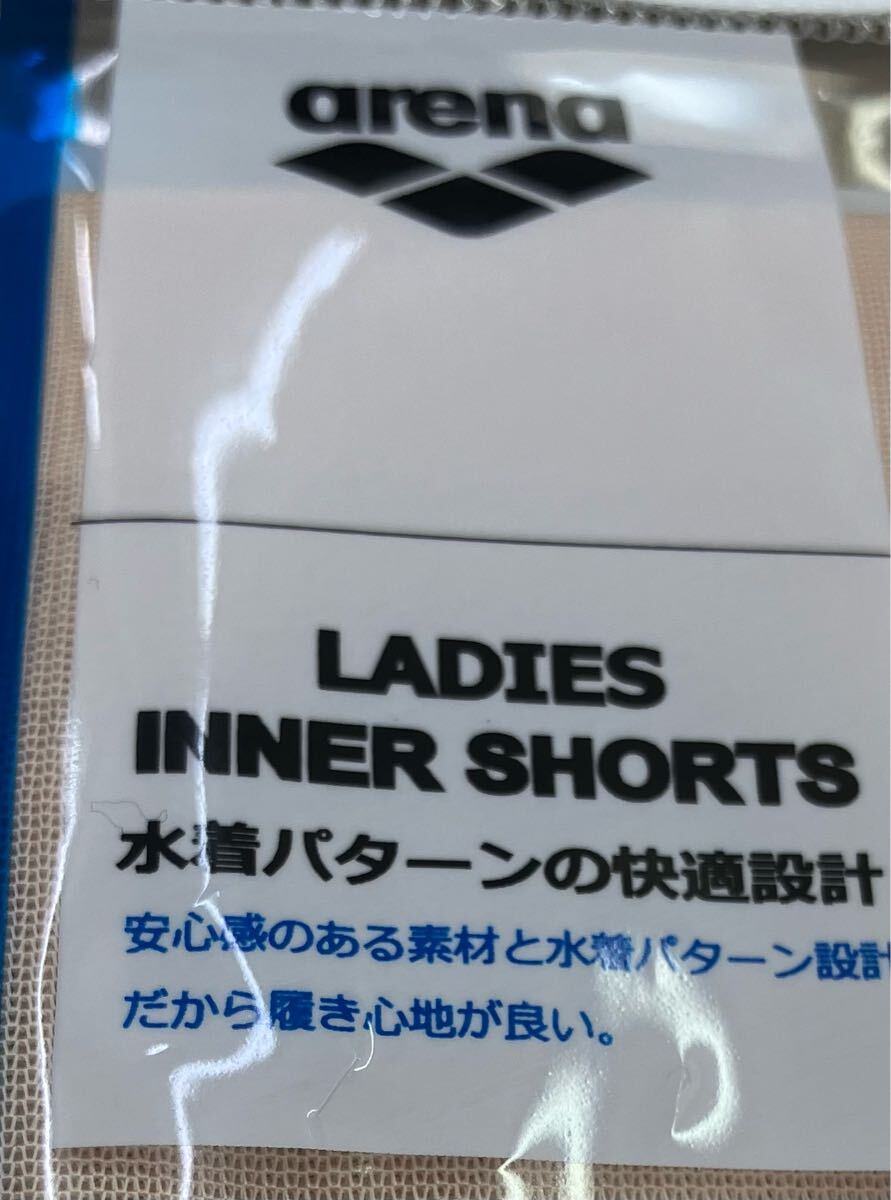 arena
LADIES
INNER SHORTS
水着パターンの快適設計
安心感のある素材と水着パターン設計
だから履き心地が良い。